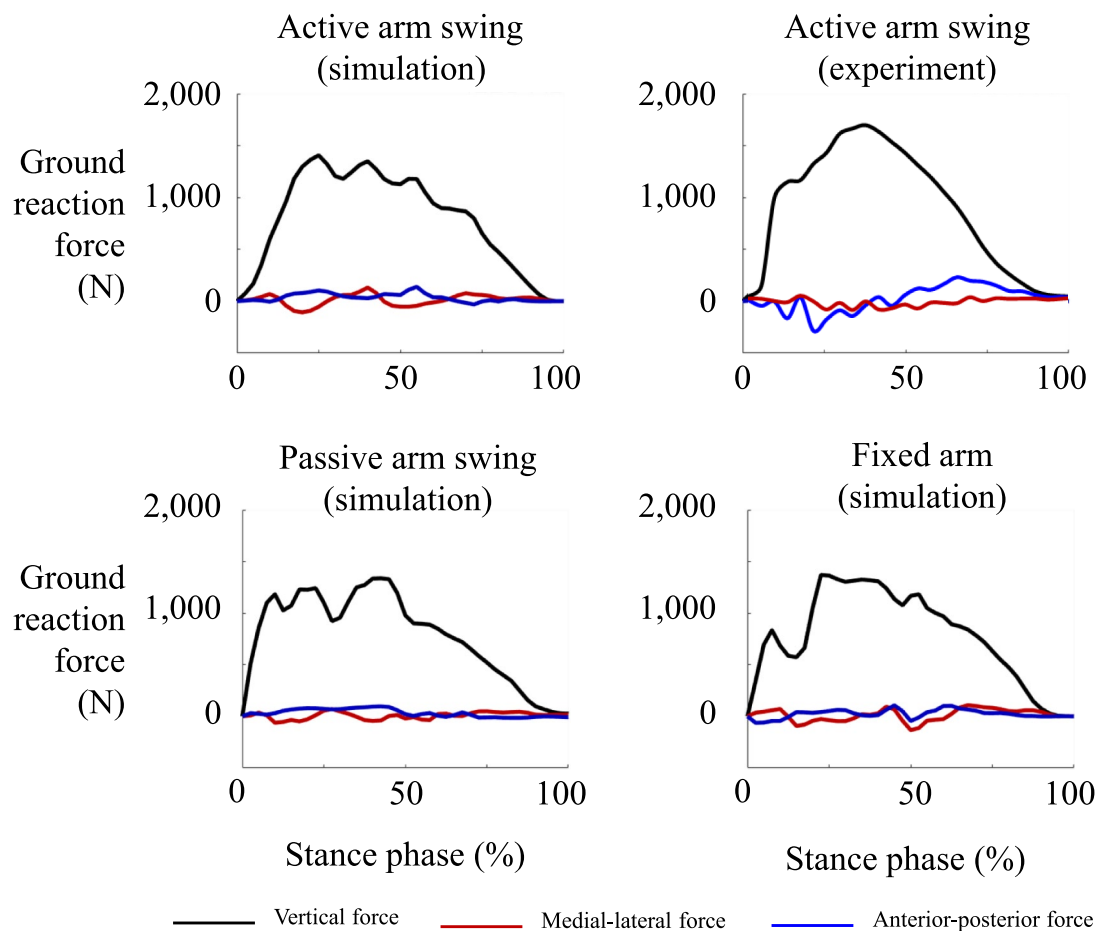 Active arm swing
(simulation)
Active arm swing
(experiment)
2,000
1,000
0
Ground
reaction
force
(N)
0
50
100
2,000
1,000
0
0
50
100
Passive arm swing
(simulation)
Fixed arm
(simulation)
2,000
1,000
0
Ground
reaction
force
(N)
0
50
100
Stance phase (%)
2,000
1,000
0
0
50
100
Stance phase (%)
Vertical force
Medial-lateral force
Anterior-posterior force